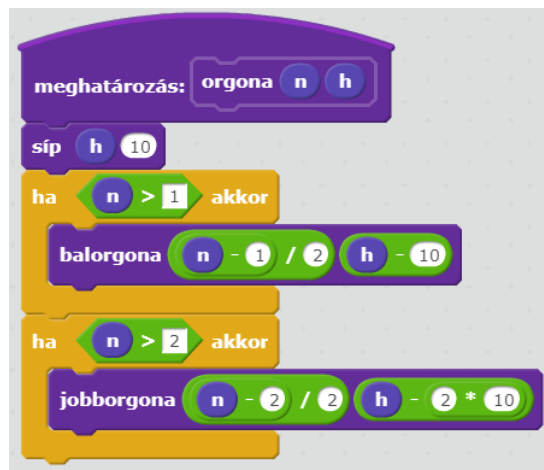 meghatározás: orgona n h
síp h 10
ha n > 1 akkor
balorgona n - 1 / 2 h - 10
ha n > 2 akkor
jobborgona n - 2 / 2 h - 2 * 10